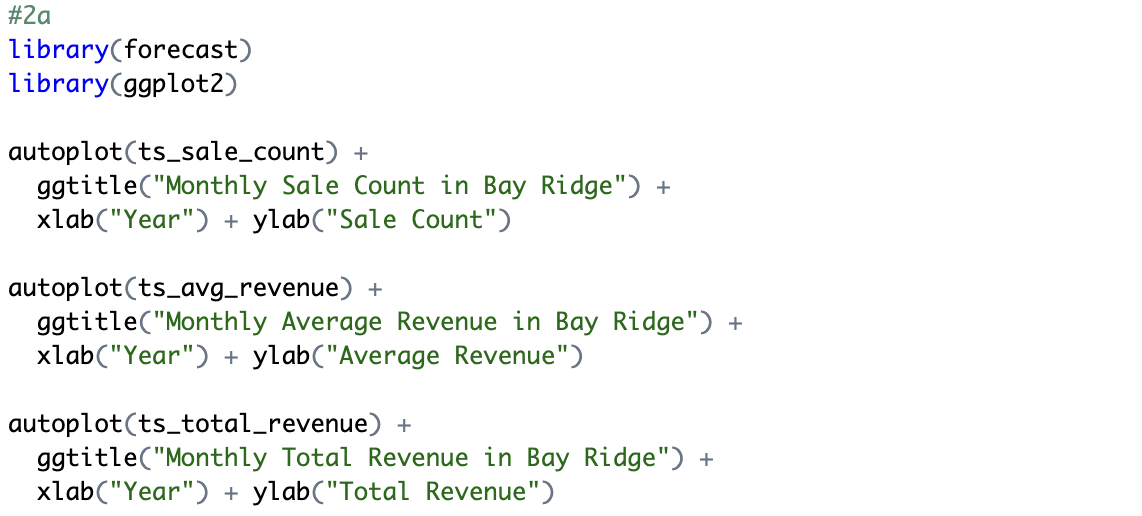 #2a
library(forecast)
library(ggplot2)

autoplot(ts_sale_count) +
  ggtitle("Monthly Sale Count in Bay Ridge") +
  xlab("Year") + ylab("Sale Count")

autoplot(ts_avg_revenue) +
  ggtitle("Monthly Average Revenue in Bay Ridge") +
  xlab("Year") + ylab("Average Revenue")

autoplot(ts_total_revenue) +
  ggtitle("Monthly Total Revenue in Bay Ridge") +
  xlab("Year") + ylab("Total Revenue")